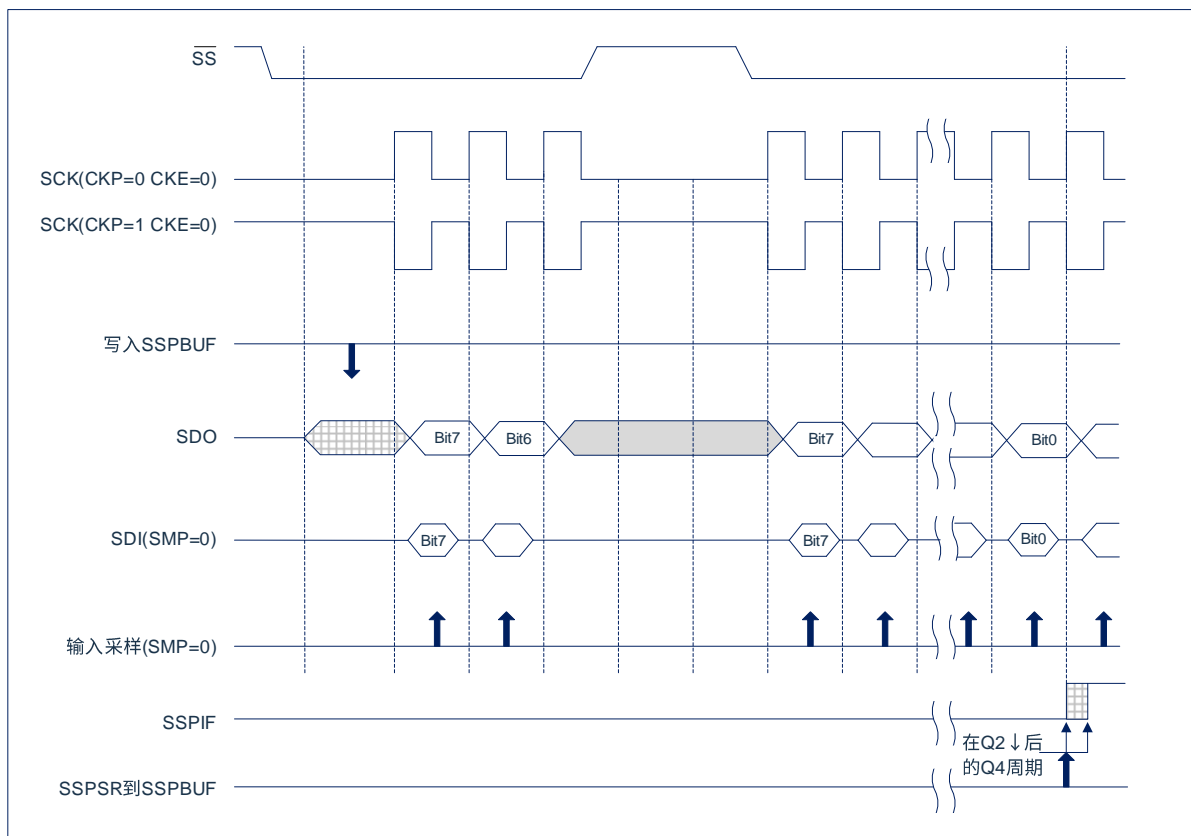 SS
SCK(CKP=0 CKE=0)
SCK(CKP=1 CKE=0)
写入SSPBUF
SDO
Bit7
Bit6
Bit7
Bit0
SDI(SMP=0)
Bit7
Bit7
Bit0
输入采样(SMP=0)
SSPIF
在Q2↓后
的Q4周期
SSPSR到SSPBUF